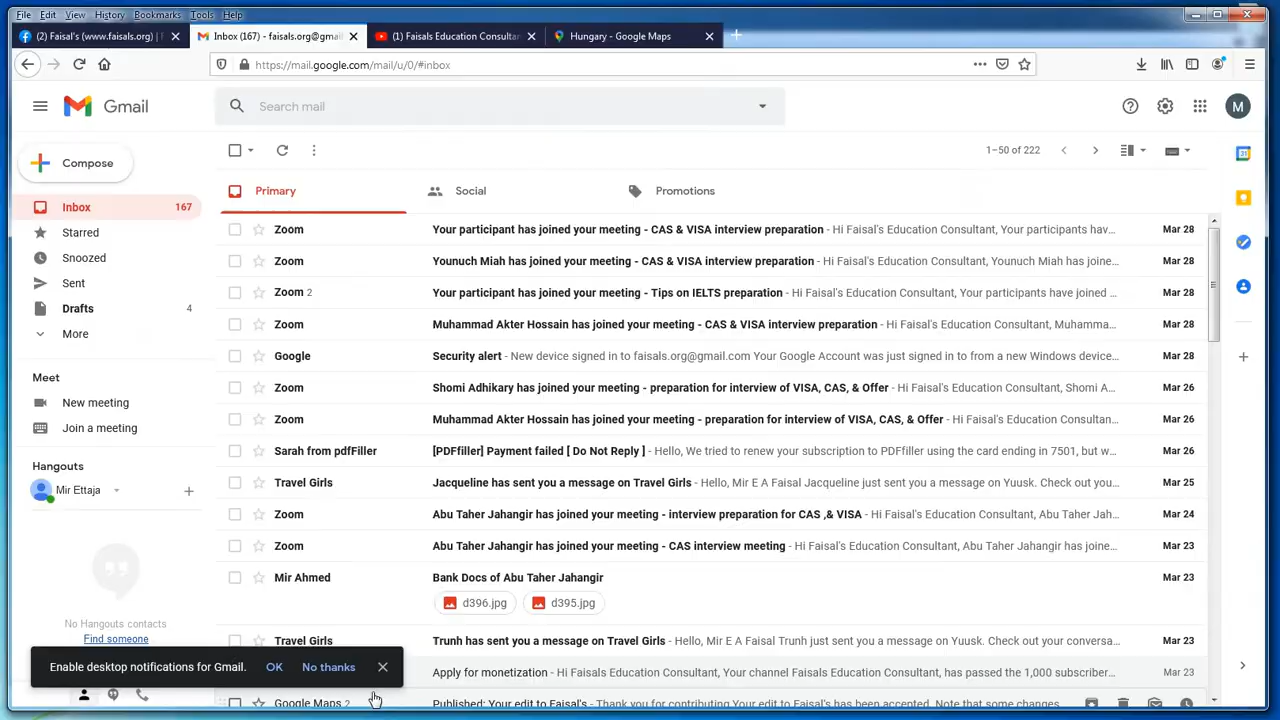 File Edit View History Bookmarks Tools Help
(2) Faisal's (www.faisals.org) |
Inbox (167) - faisals.org@gmail
(1) Faisals Education Consultan
Hungary - Google Maps
https://mail.google.com/mail/u/0/#inbox
Gmail
Search mail
Compose
1–50 of 222
Primary
Social
Promotions
Inbox 167
Starred
Snoozed
Sent
Drafts 4
More
Meet
New meeting
Join a meeting
Hangouts
Mir Ettaja
No Hangouts contacts
Find someone
M
Zoom Your participant has joined your meeting - CAS & VISA interview preparation - Hi Faisal's Education Consultant, Your participants hav… Mar 28
Zoom Younuch Miah has joined your meeting - CAS & VISA interview preparation - Hi Faisal's Education Consultant, Younuch Miah has joine… Mar 28
Zoom 2 Your participant has joined your meeting - Tips on IELTS preparation - Hi Faisal's Education Consultant, Your participants have joined … Mar 28
Zoom Muhammad Akter Hossain has joined your meeting - CAS & VISA interview preparation - Hi Faisal's Education Consultant, Muhamma… Mar 28
Google Security alert - New device signed in to faisals.org@gmail.com Your Google Account was just signed in to from a new Windows device… Mar 28
Zoom Shomi Adhikary has joined your meeting - preparation for interview of VISA, CAS, & Offer - Hi Faisal's Education Consultant, Shomi A… Mar 26
Zoom Muhammad Akter Hossain has joined your meeting - preparation for interview of VISA, CAS, & Offer - Hi Faisal's Education Consultant… Mar 26
Sarah from pdfFiller [PDFfiller] Payment failed [ Do Not Reply ] - Hello, We tried to renew your subscription to PDFfiller using the card ending in 7501, but w… Mar 26
Travel Girls Jacqueline has sent you a message on Travel Girls - Hello, Mir E A Faisal Jacqueline just sent you a message on Yuusk. Check out you… Mar 25
Zoom Abu Taher Jahangir has joined your meeting - interview preparation for CAS ,& VISA - Hi Faisal's Education Consultant, Abu Taher Jah… Mar 24
Zoom Abu Taher Jahangir has joined your meeting - CAS interview meeting - Hi Faisal's Education Consultant, Abu Taher Jahangir has joine… Mar 23
Mir Ahmed Bank Docs of Abu Taher Jahangir Mar 23
d396.jpg d395.jpg
Travel Girls Trunh has sent you a message on Travel Girls - Hello, Mir E A Faisal Trunh just sent you a message on Yuusk. Check out your conversa… Mar 23
Apply for monetization - Hi Faisals Education Consultant, Your channel Faisals Education Consultant, has passed the 1,000 subscriber… Mar 23
Google Maps 2 Published: Your edit to Faisal's - Thank you for contributing Your edit to Faisal's has been accepted. Note that some changes
Enable desktop notifications for Gmail. OK No thanks